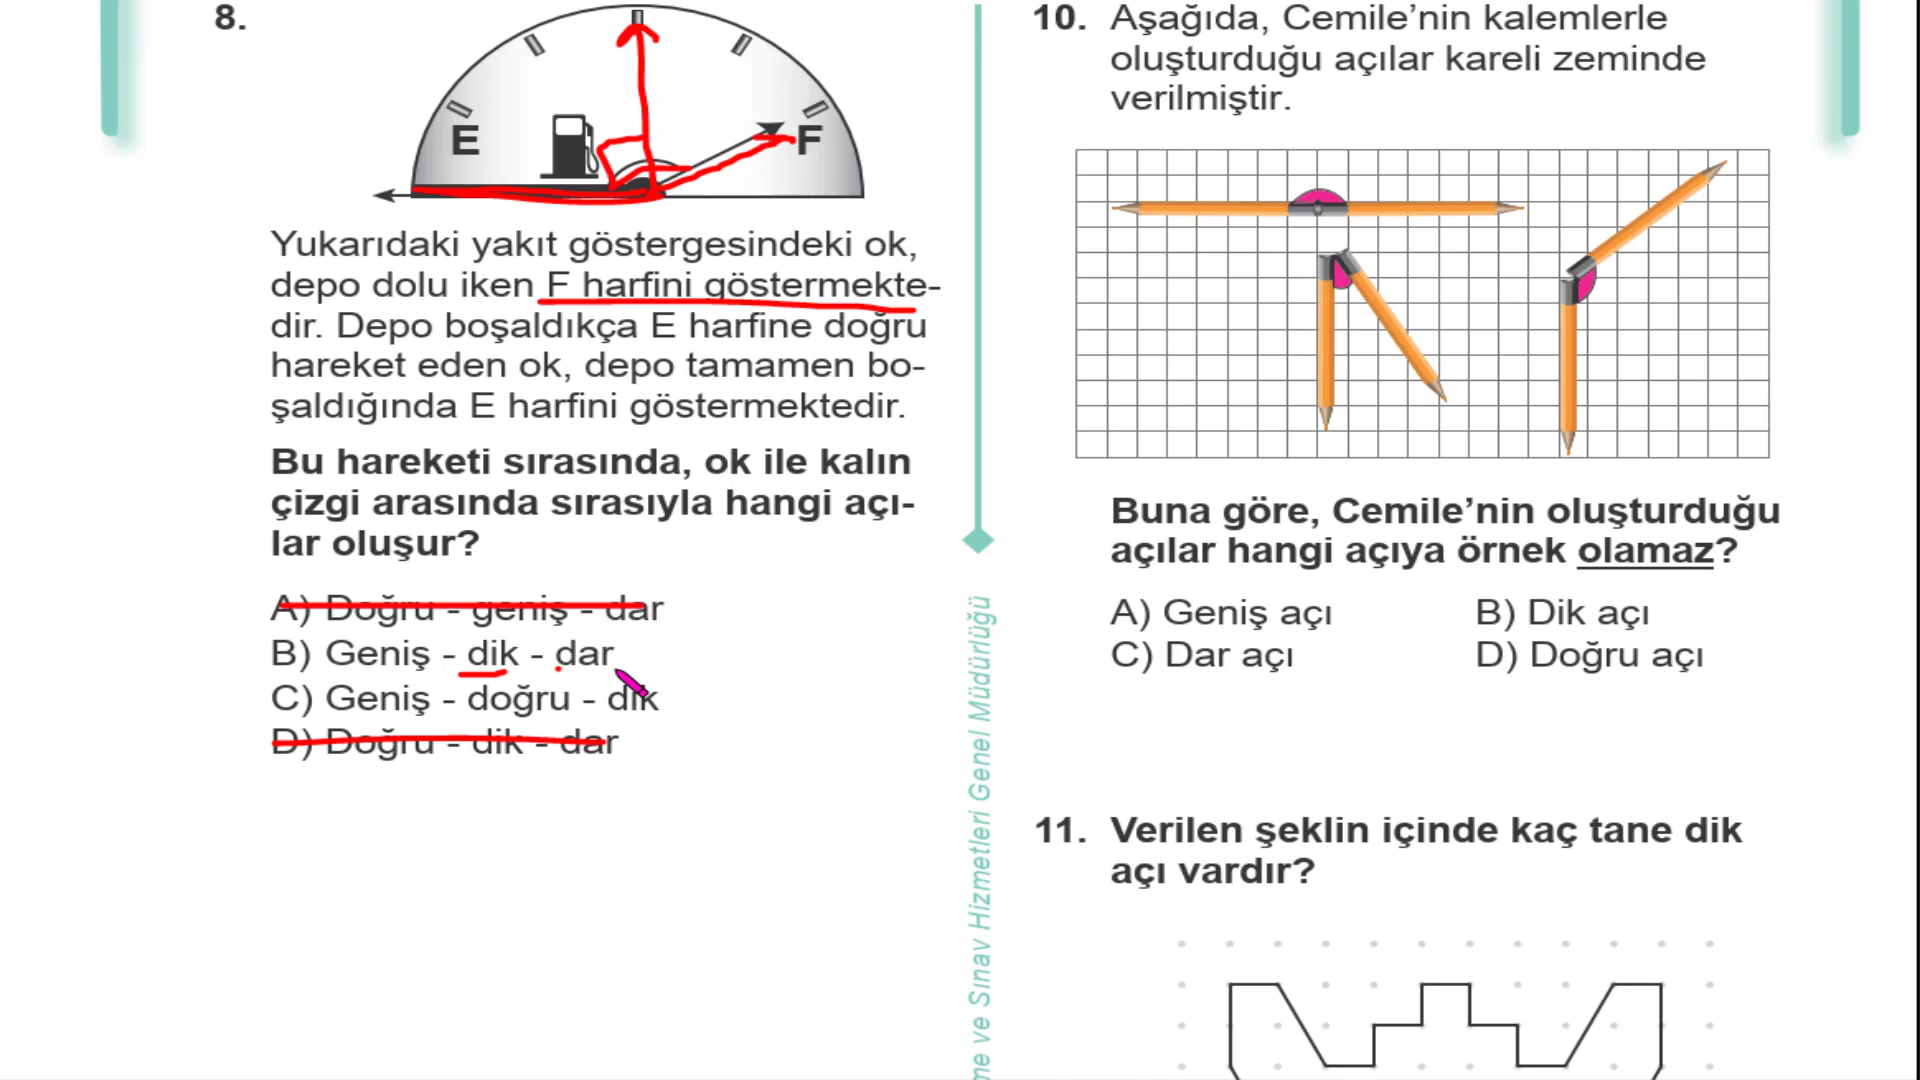 8.
E
F
Yukarıdaki yakıt göstergesindeki ok,
depo dolu iken F harfini göstermekte-
dir. Depo boşaldıkça E harfine doğru
hareket eden ok, depo tamamen bo-
şaldığında E harfini göstermektedir.
Bu hareketi sırasında, ok ile kalın
çizgi arasında sırasıyla hangi açı-
lar oluşur?
A) Doğru - geniş - dar
B) Geniş - dik - dar
C) Geniş - doğru - dik
D) Doğru - dik - dar
me ve Sınav Hizmetleri Genel Müdürlüğü
10. Aşağıda, Cemile’nin kalemlerle
oluşturduğu açılar kareli zeminde
verilmiştir.
Buna göre, Cemile’nin oluşturduğu
açılar hangi açıya örnek olamaz?
A) Geniş açı B) Dik açı
C) Dar açı D) Doğru açı
11. Verilen şeklin içinde kaç tane dik
açı vardır?